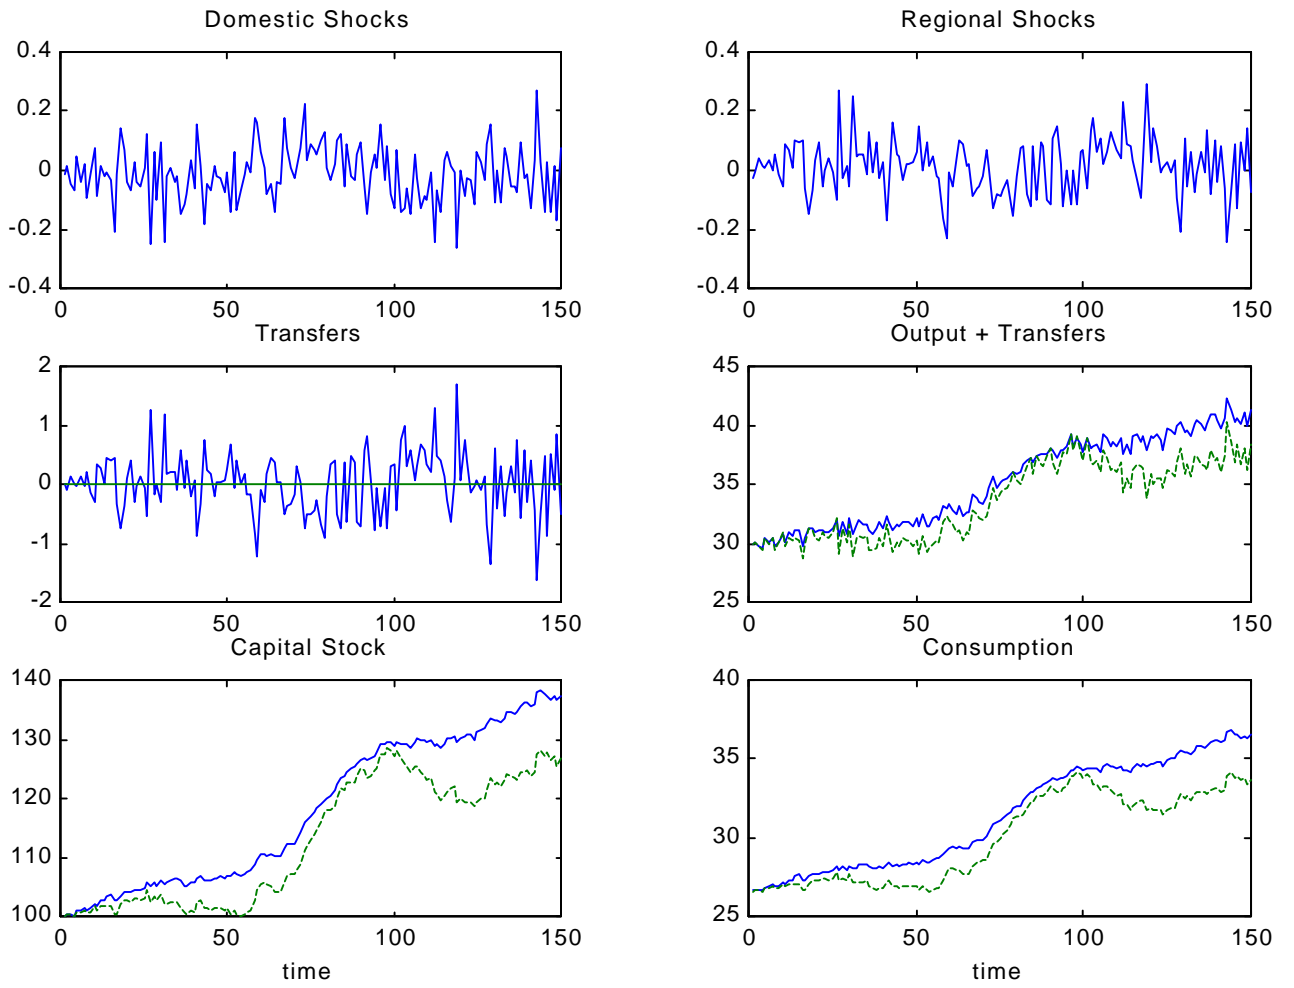 Domestic Shocks
Regional Shocks
0.4
0.2
0
-0.2
-0.4
0 50 100 150
0.4
0.2
0
-0.2
-0.4
0 50 100 150
Transfers
Output + Transfers
2
1
0
-1
-2
0 50 100 150
45
40
35
30
25
0 50 100 150
Capital Stock
Consumption
140
130
120
110
100
0 50 100 150
time
40
35
30
25
0 50 100 150
time